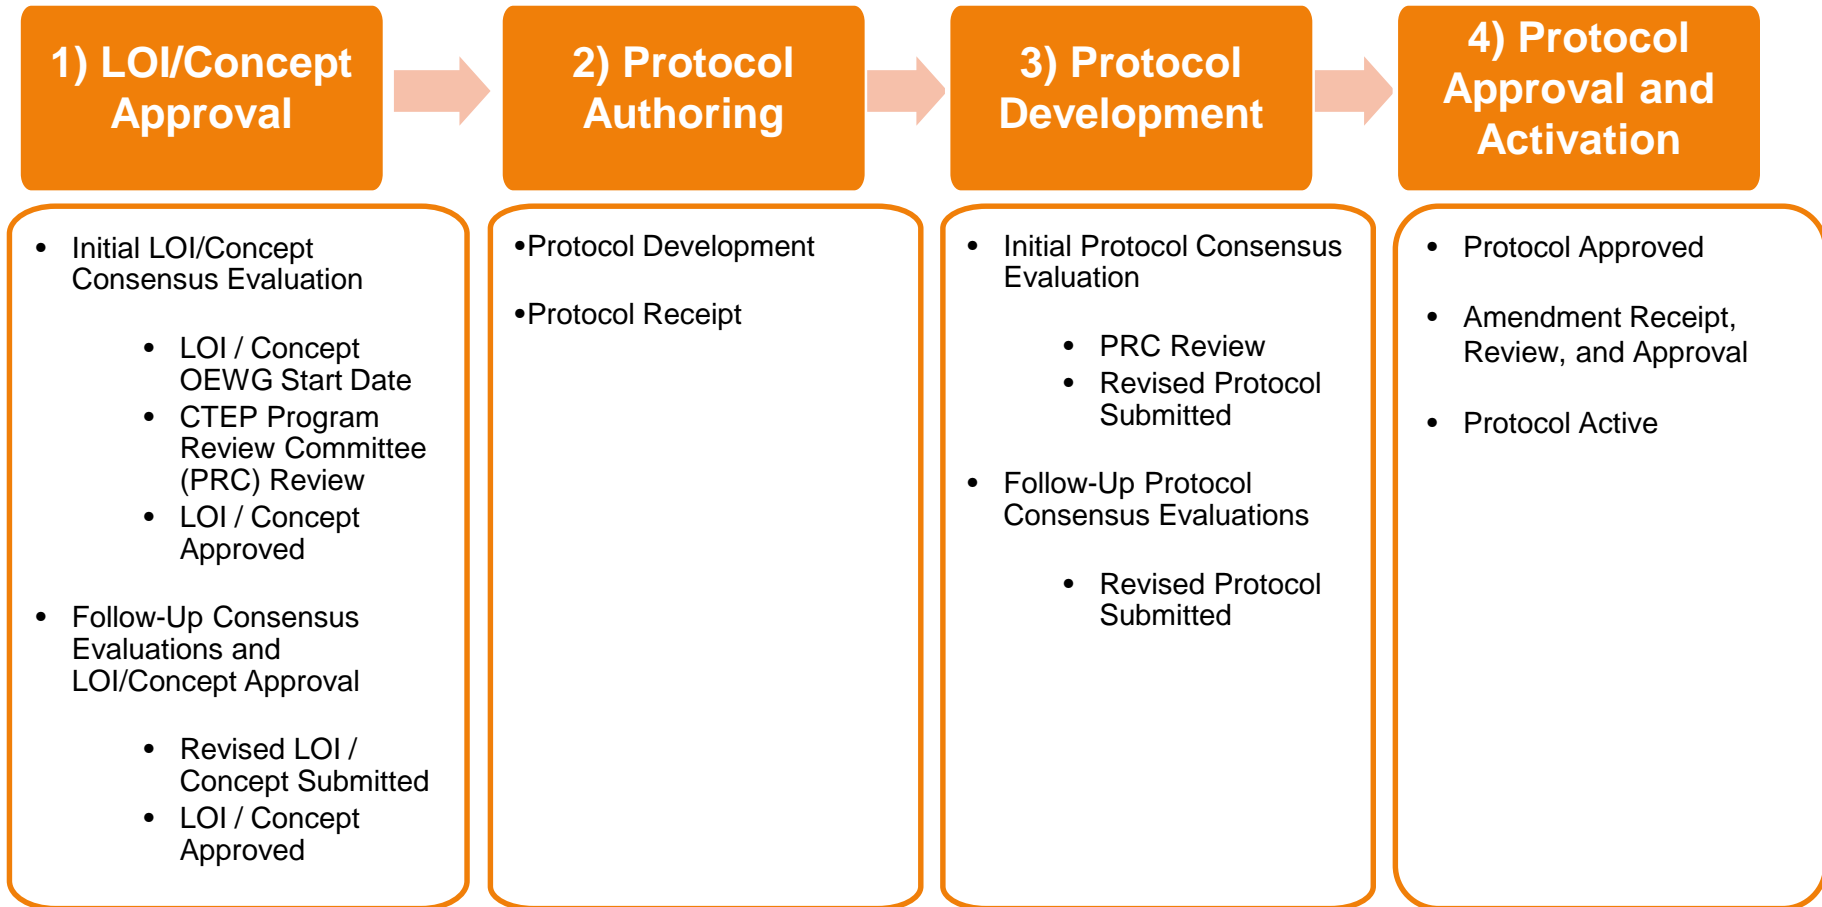 1) LOI/Concept
Approval
2) Protocol
Authoring
3) Protocol
Development
4) Protocol
Approval and
Activation
• Initial LOI/Concept
Consensus Evaluation
• LOI / Concept
OEWG Start Date
• CTEP Program
Review Committee
(PRC) Review
• LOI / Concept
Approved
• Follow-Up Consensus
Evaluations and
LOI/Concept Approval
• Revised LOI /
Concept Submitted
• LOI / Concept
Approved
•Protocol Development
•Protocol Receipt
• Initial Protocol Consensus
Evaluation
• PRC Review
• Revised Protocol
Submitted
• Follow-Up Protocol
Consensus Evaluations
• Revised Protocol
Submitted
• Protocol Approved
• Amendment Receipt,
Review, and Approval
• Protocol Active